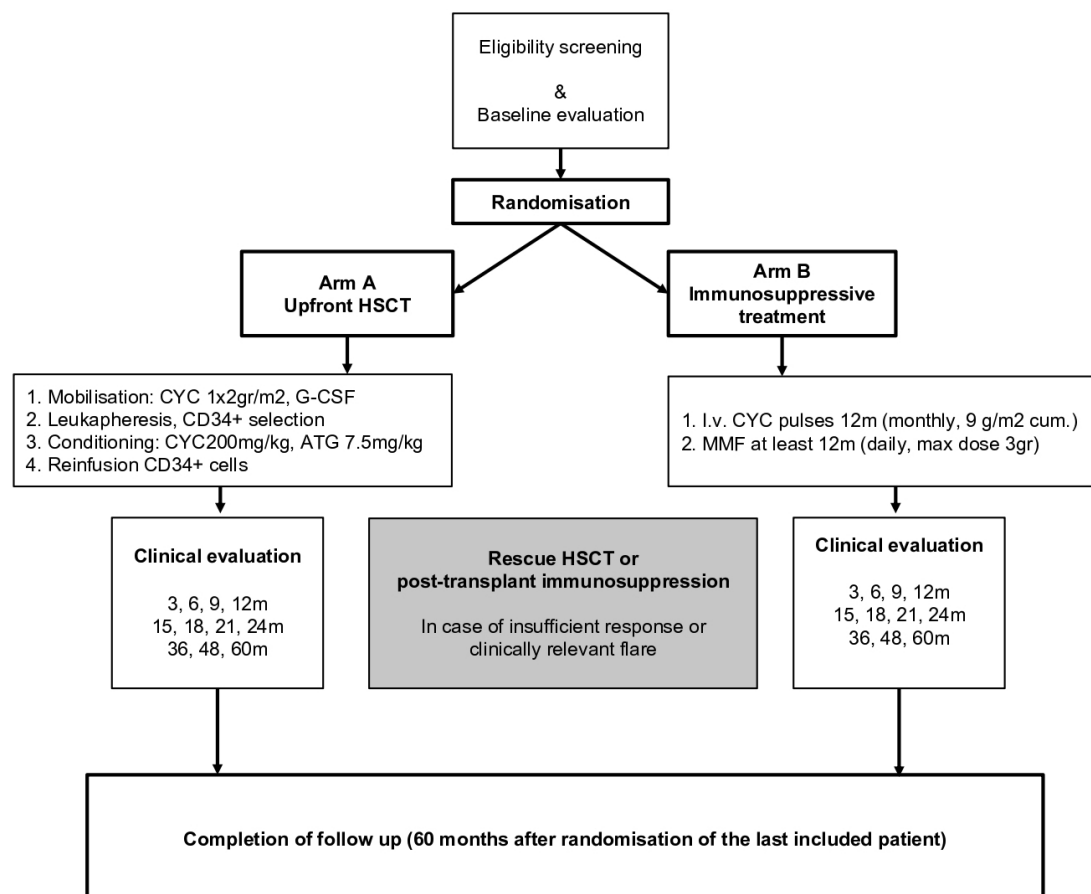 Eligibility screening
&
Baseline evaluation
Randomisation
Arm A
Upfront HSCT
Arm B
Immunosuppressive
treatment
1. Mobilisation: CYC 1x2gr/m2, G-CSF
2. Leukapheresis, CD34+ selection
3. Conditioning: CYC200mg/kg, ATG 7.5mg/kg
4. Reinfusion CD34+ cells
1. I.v. CYC pulses 12m (monthly, 9 g/m2 cum.)
2. MMF at least 12m (daily, max dose 3gr)
Clinical evaluation
3, 6, 9, 12m
15, 18, 21, 24m
36, 48, 60m
Rescue HSCT or
post-transplant immunosuppression
In case of insufficient response or
clinically relevant flare
Clinical evaluation
3, 6, 9, 12m
15, 18, 21, 24m
36, 48, 60m
Completion of follow up (60 months after randomisation of the last included patient)